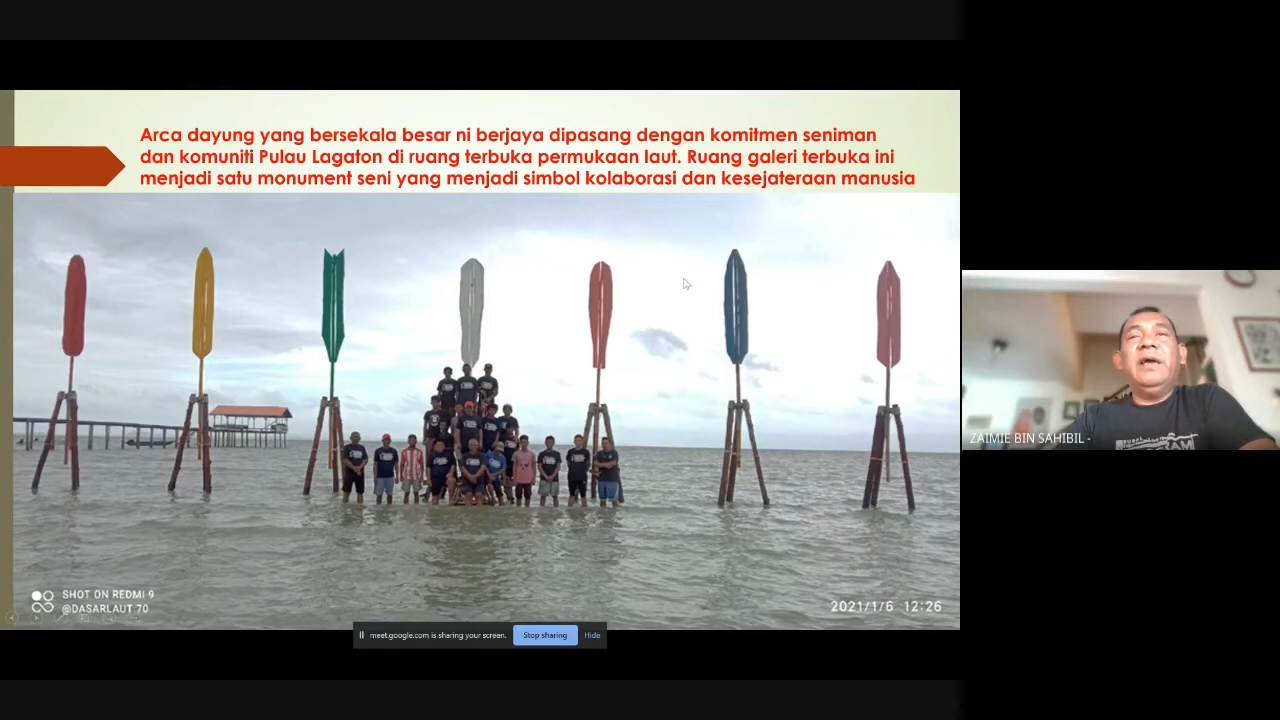 Arca dayung yang bersekala besar ni berjaya dipasang dengan komitmen seniman
dan komuniti Pulau Lagaton di ruang terbuka permukaan laut. Ruang galeri terbuka ini
menjadi satu monument seni yang menjadi simbol kolaborasi dan kesejateraan manusia
SHOT ON REDMI 9
@DASARLAUT 70
2021/1/6 12:26
meet.google.com is sharing your screen.
Stop sharing
Hide
ZAIMIE BIN SAHIBIL -